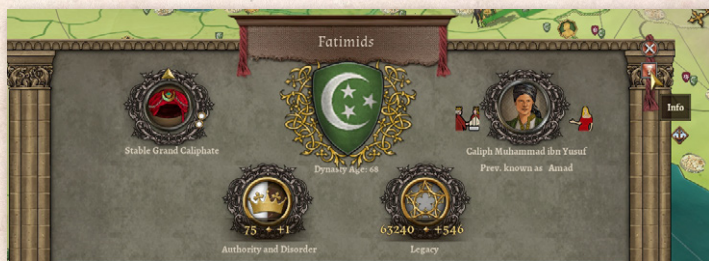 Fatimids
Info
Stable Grand Caliphate
Dynasty Age: 68
Caliph Muhammad ibn Yusuf
Prev. known as Amad
75 +1
63240 +546
Authority and Disorder
Legacy